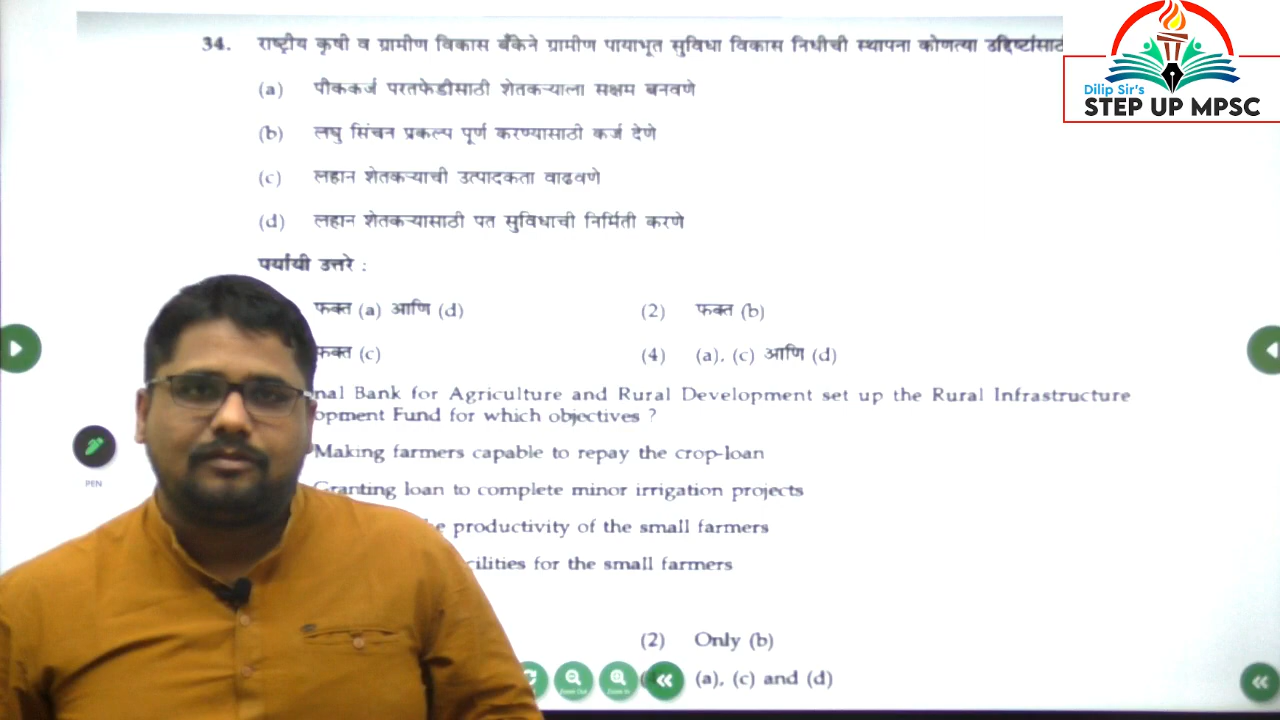 34. राष्ट्रीय कृषी व ग्रामीण विकास बँकेने ग्रामीण पायाभूत सुविधा विकास निधीची स्थापना कोणत्या
(a) पीककर्ज परतफेडीसाठी शेतकऱ्याला सक्षम बनवणे
(b) लघु सिंचन प्रकल्प पूर्ण करण्यासाठी कर्ज देणे
(c) लहान शेतकऱ्याची उत्पादकता वाढवणे
(d) लहान शेतकऱ्यासाठी पत सुविधाची निर्मिती करणे
पर्यायी उत्तरे :
फक्त (a) आणि (d) (2) फक्त (b)
फक्त (c) (4) (a), (c) आणि (d)
Bank for Agriculture and Rural Development set up the Rural Infrastructure
Fund for which objectives ?
Making farmers capable to repay the crop-loan
Granting loan to complete minor irrigation projects
productivity of the small farmers
for the small farmers
(2) Only (b)
(a), (c) and (d)
Dilip Sir's
STEP UP MPSC
PEN
Zoom Out
Zoom In